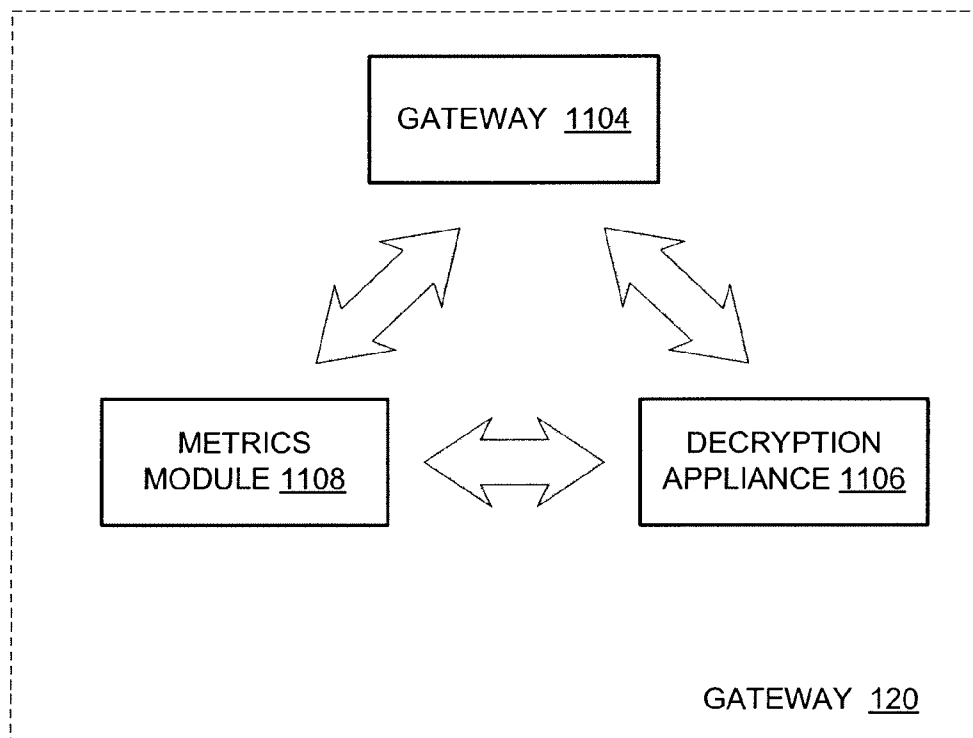 GATEWAY 1104
METRICS
MODULE 1108
DECRYPTION
APPLIANCE 1106
GATEWAY 120